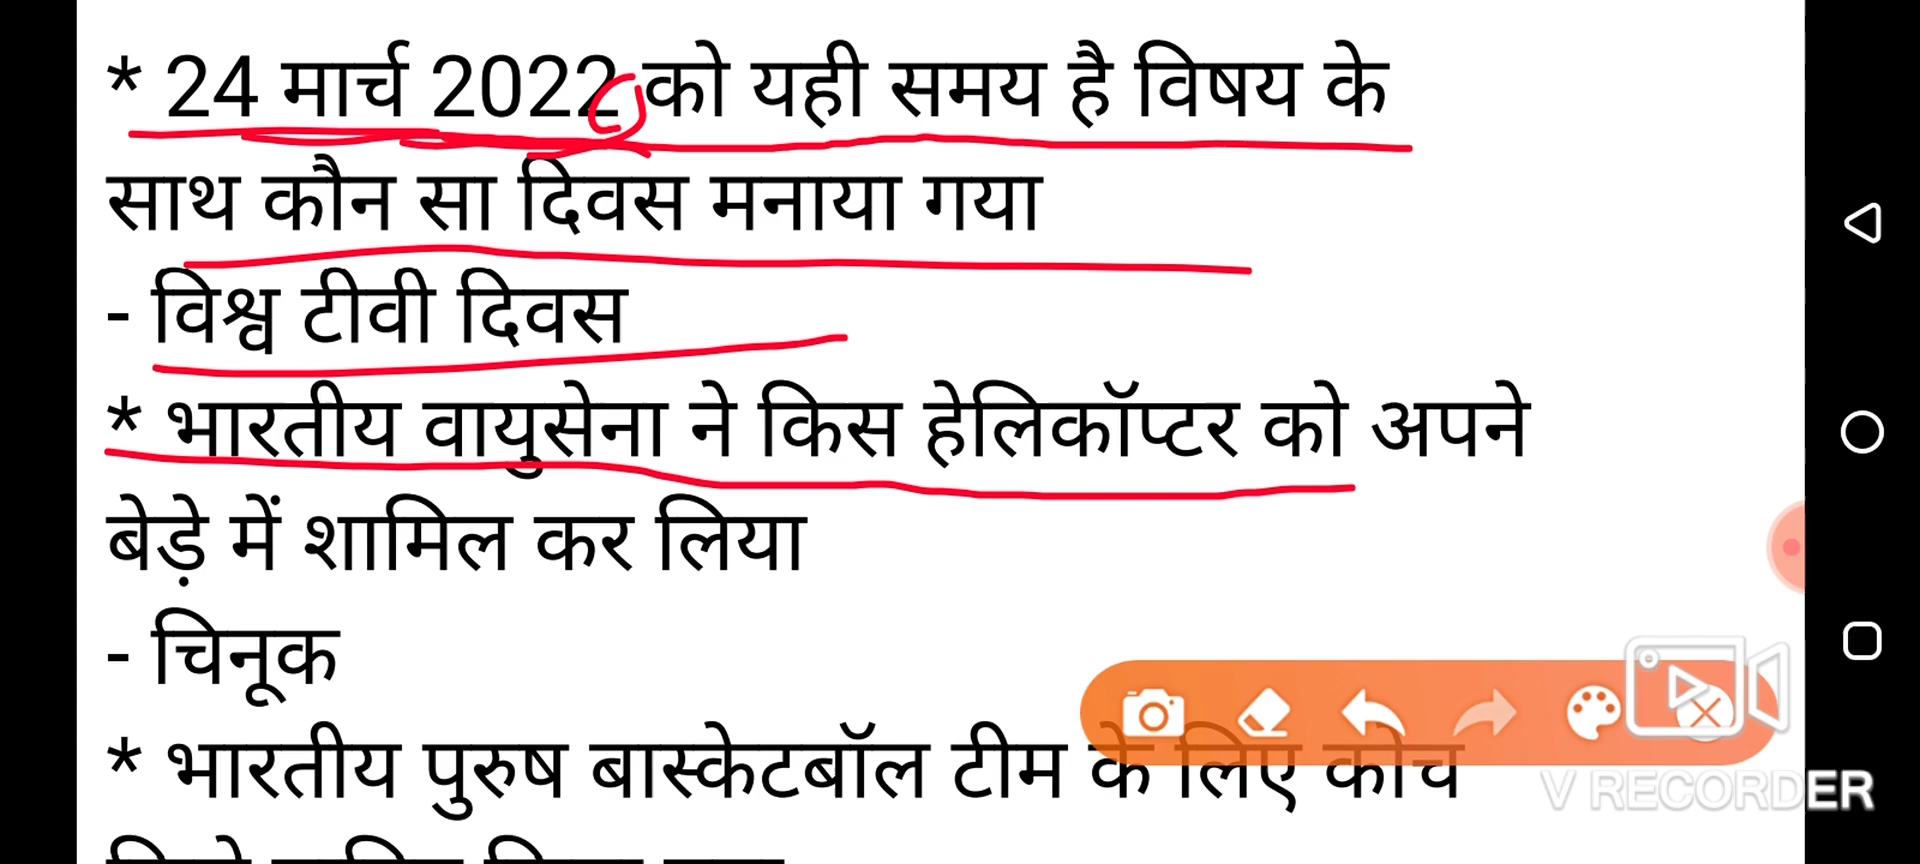 * 24 मार्च 2022 को यही समय है विषय के
साथ कौन सा दिवस मनाया गया
- विश्व टीवी दिवस
* भारतीय वायुसेना ने किस हेलिकॉप्टर को अपने
बेड़े में शामिल कर लिया
- चिनूक
* भारतीय पुरुष बास्केटबॉल टीम के लिए कोच
V RECORDER